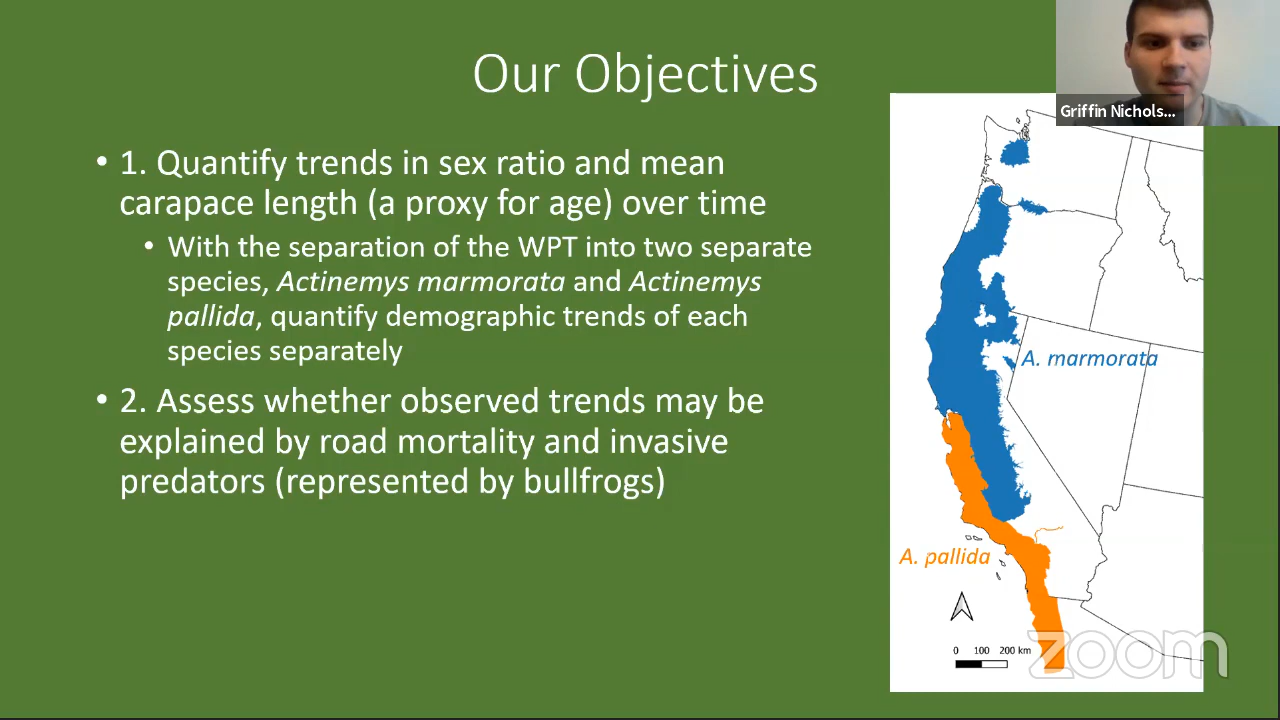 Our Objectives
Griffin Nichols...
• 1. Quantify trends in sex ratio and mean
carapace length (a proxy for age) over time
• With the separation of the WPT into two separate
species, Actinemys marmorata and Actinemys
pallida, quantify demographic trends of each
species separately
• 2. Assess whether observed trends may be
explained by road mortality and invasive
predators (represented by bullfrogs)
A. marmorata
A. pallida
0 100 200 km
zoom